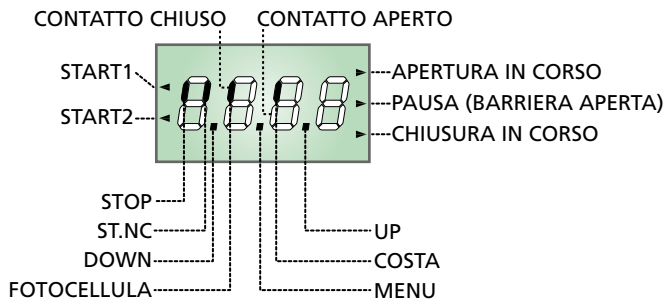 CONTATTO CHIUSO
CONTATTO APERTO
START1
START2
APERTURA IN CORSO
PAUSA (BARRIERA APERTA)
CHIUSURA IN CORSO
STOP
ST.NC
DOWN
FOTOCELLULA
UP
COSTA
MENU